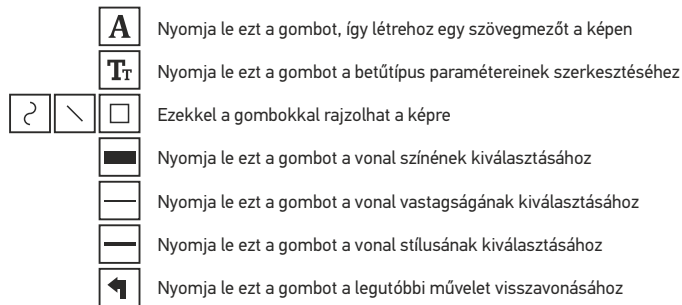 A Nyomja le ezt a gombot, így létrehoz egy szövegmezőt a képen
TT Nyomja le ezt a gombot a betűtípus paramétereinek szerkesztéséhez
Ezekkel a gombokkal rajzolhat a képre
Nyomja le ezt a gombot a vonal színének kiválasztásához
Nyomja le ezt a gombot a vonal vastagságának kiválasztásához
Nyomja le ezt a gombot a vonal stílusának kiválasztásához
Nyomja le ezt a gombot a legutóbbi művelet visszavonásához